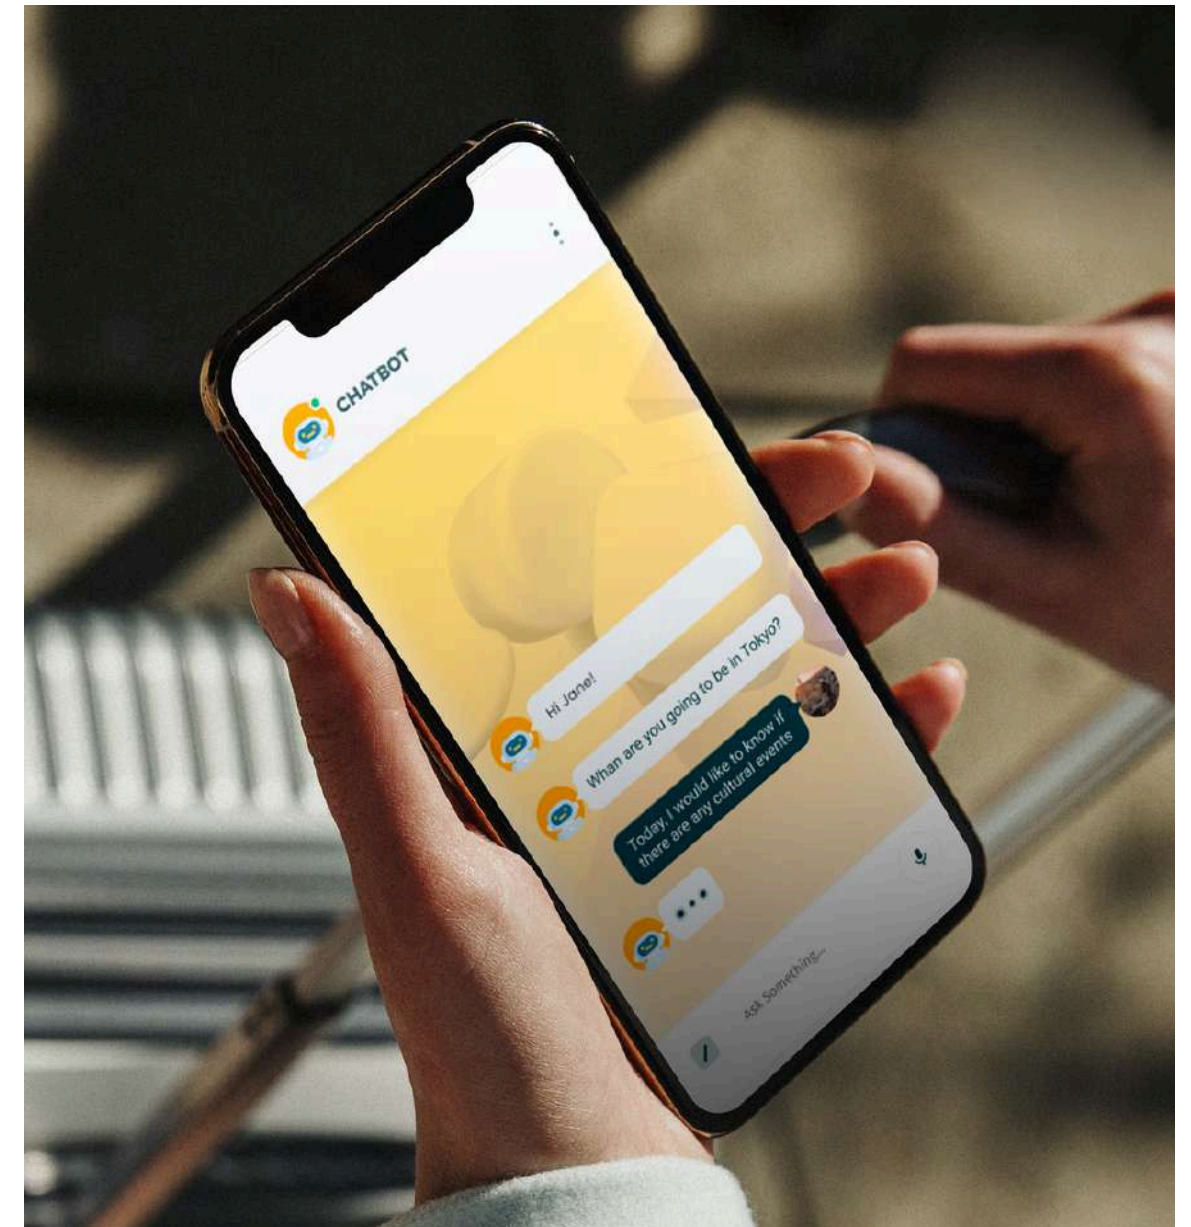 CHATBOT
Hi Jane!
Whan are you going to be in Tokyo?
Today, I would like to know if
there are any cultural events
Ask Something...